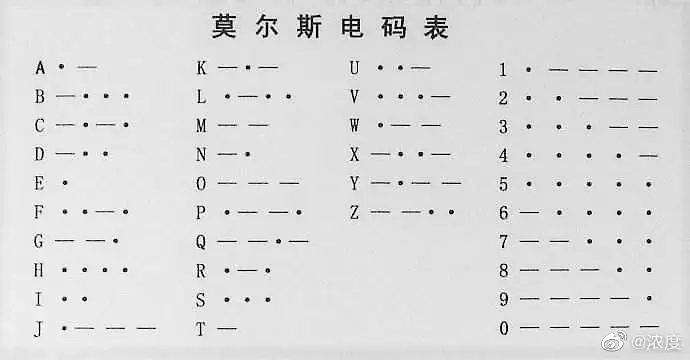 莫尔斯电码表
A •— K —•— U ••— 1 •————
B —••• L •—•• V •••— 2 ••———
C —•—• M —— W •—— 3 •••——
D —•• N —• X —••— 4 ••••—
E • O ——— Y —•—— 5 •••••
F ••—• P •——• Z ——•• 6 —••••
G ——• Q ——•— 7 ——•••
H •••• R •—• 8 ———••
I •• S ••• 9 ————•
J •——— T — 0 —————
@浓度